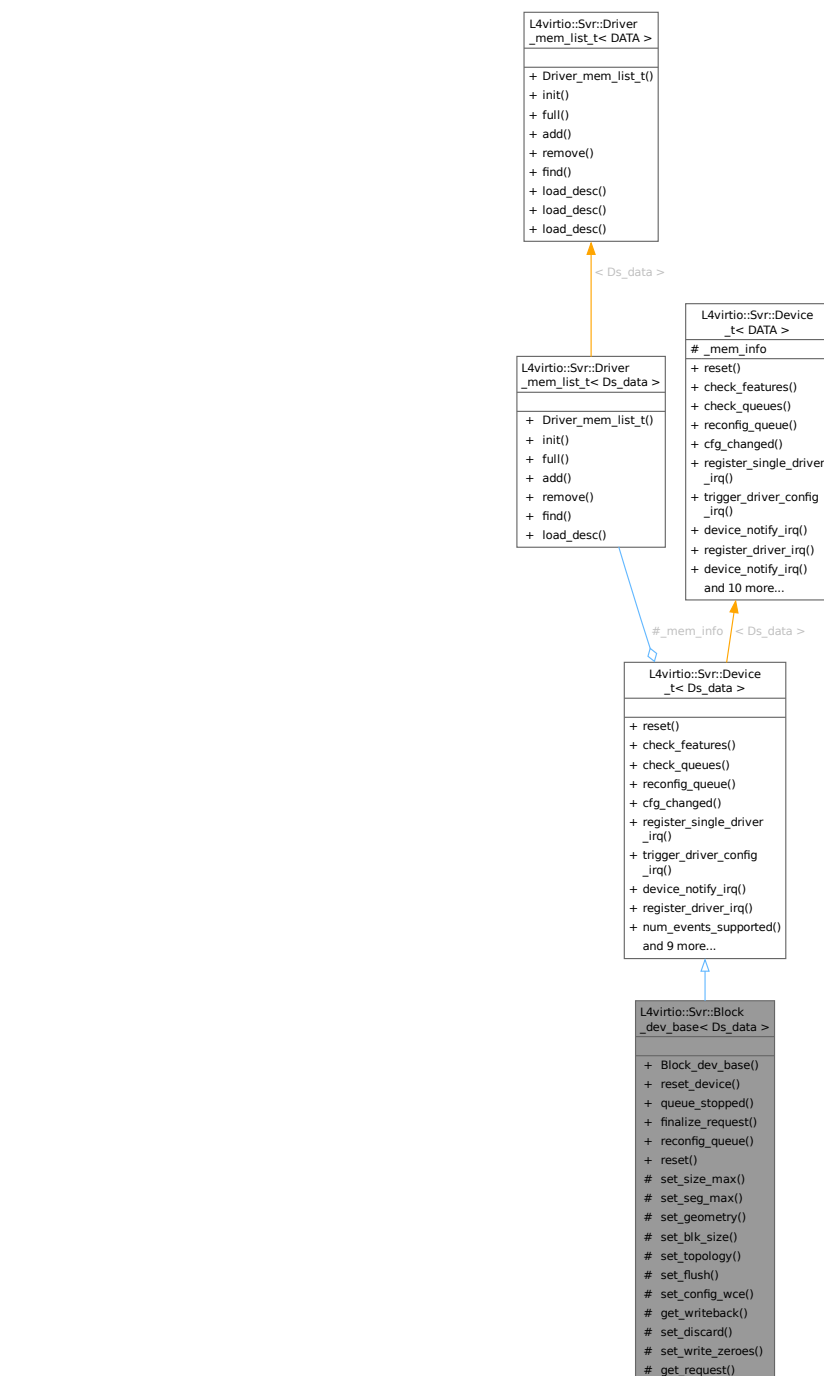 L4virtio::Svr::Driver
_mem_list_t< DATA >
+ Driver_mem_list_t()
+ init()
+ full()
+ add()
+ remove()
+ find()
+ load_desc()
+ load_desc()
+ load_desc()
< Ds_data >
L4virtio::Svr::Device
_t< DATA >
# _mem_info
+ reset()
+ check_features()
+ check_queues()
+ reconfig_queue()
+ cfg_changed()
+ register_single_driver
_irq()
+ trigger_driver_config
_irq()
+ device_notify_irq()
+ register_driver_irq()
+ device_notify_irq()
and 10 more...
L4virtio::Svr::Driver
_mem_list_t< Ds_data >
+ Driver_mem_list_t()
+ init()
+ full()
+ add()
+ remove()
+ find()
+ load_desc()
#_mem_info
< Ds_data >
L4virtio::Svr::Device
_t< Ds_data >
+ reset()
+ check_features()
+ check_queues()
+ reconfig_queue()
+ cfg_changed()
+ register_single_driver
_irq()
+ trigger_driver_config
_irq()
+ device_notify_irq()
+ register_driver_irq()
+ num_events_supported()
and 9 more...
L4virtio::Svr::Block
_dev_base< Ds_data >
+ Block_dev_base()
+ reset_device()
+ queue_stopped()
+ finalize_request()
+ reconfig_queue()
+ reset()
# set_size_max()
# set_seg_max()
# set_geometry()
# set_blk_size()
# set_topology()
# set_flush()
# set_config_wce()
# get_writeback()
# set_discard()
# set_write_zeroes()
# get_request()